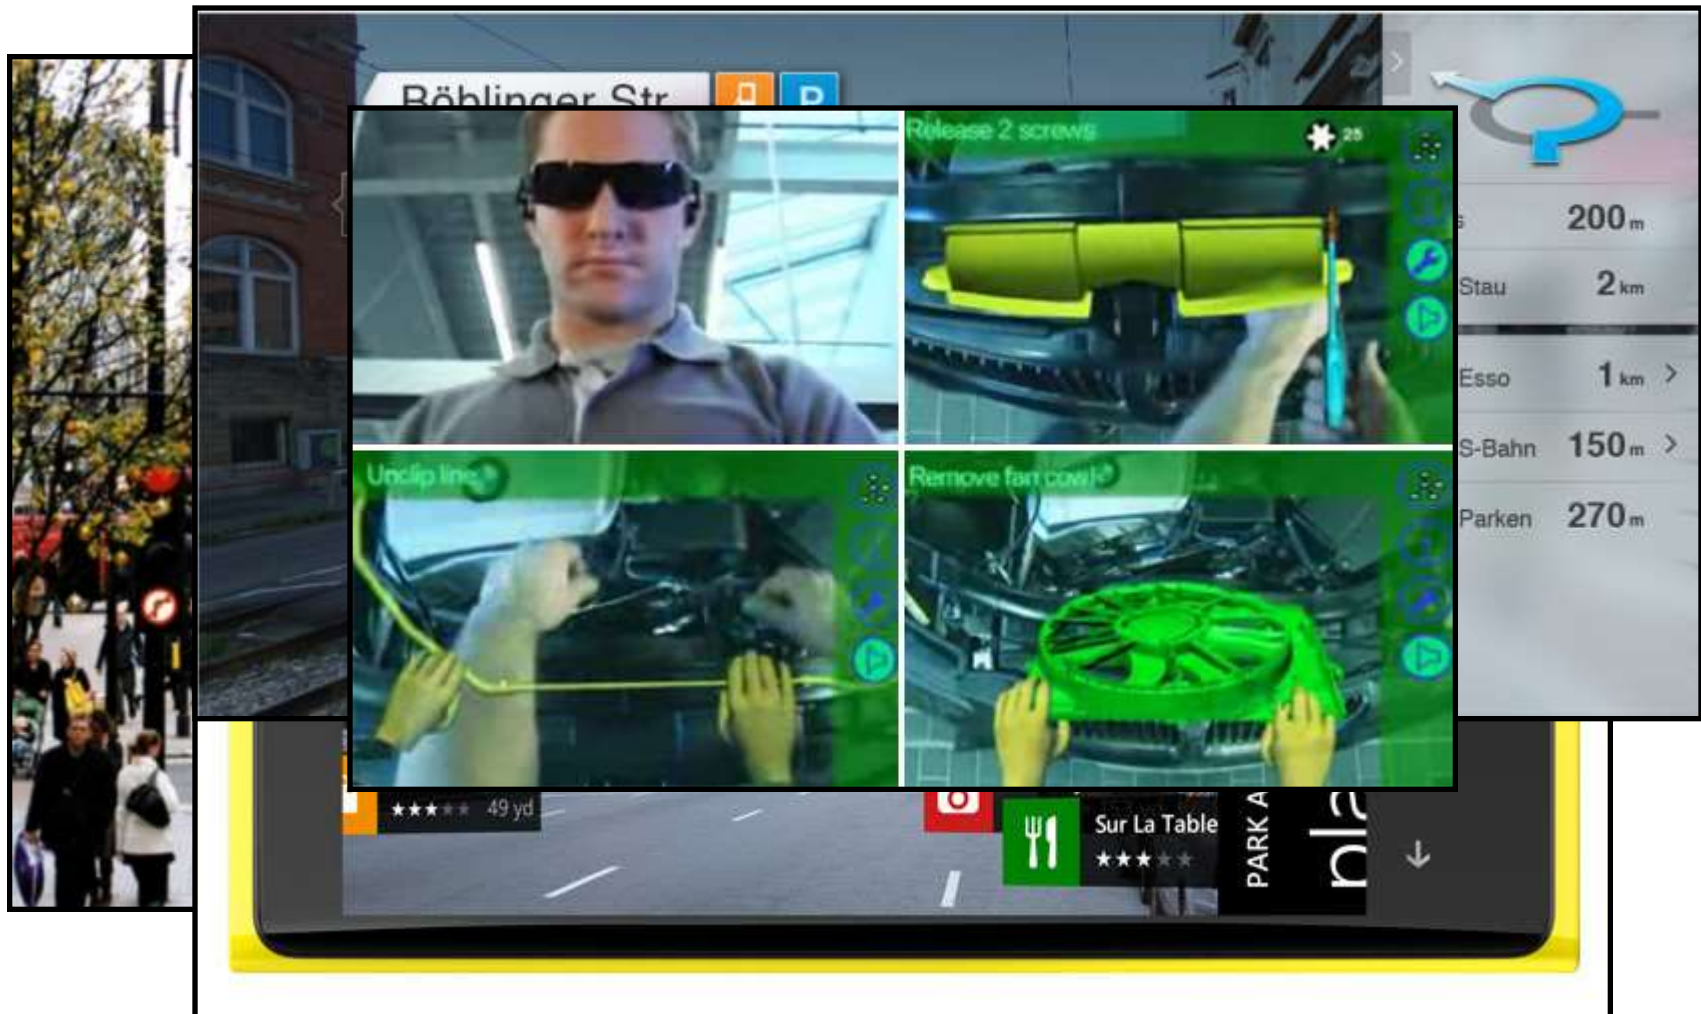 Böblinger Str
P
Release 2 screws
25
200 m
Stau
2 km
Esso
1 km
S-Bahn
150 m
Parken
270 m
Unclip line
Remove fan cowl
49 yd
Sur La Table
PARK A
pla